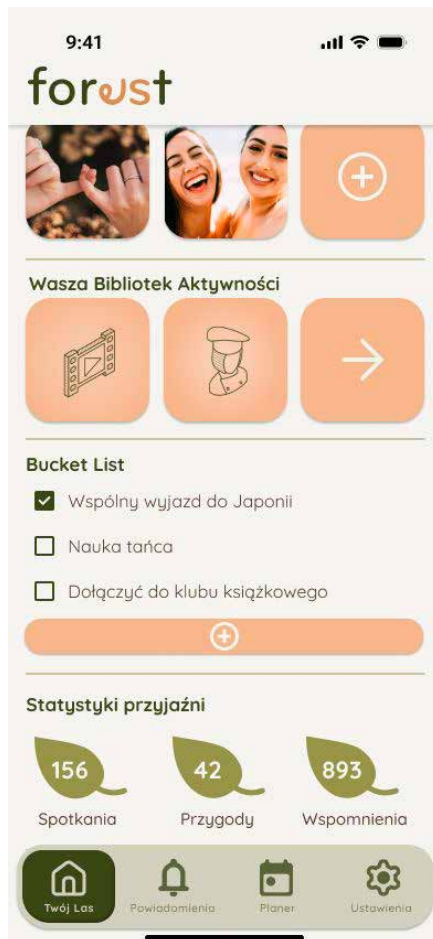 9:41
forest
Wasza Bibliotek Aktywności
Bucket List
Wspólny wyjazd do Japonii
Nauka tańca
Dołączyć do klubu książkowego
Statystyki przyjaźni
156 42 893
Spotkania Przygody Wspomnienia
Twój Las Powiadomienia Planer Ustawienia